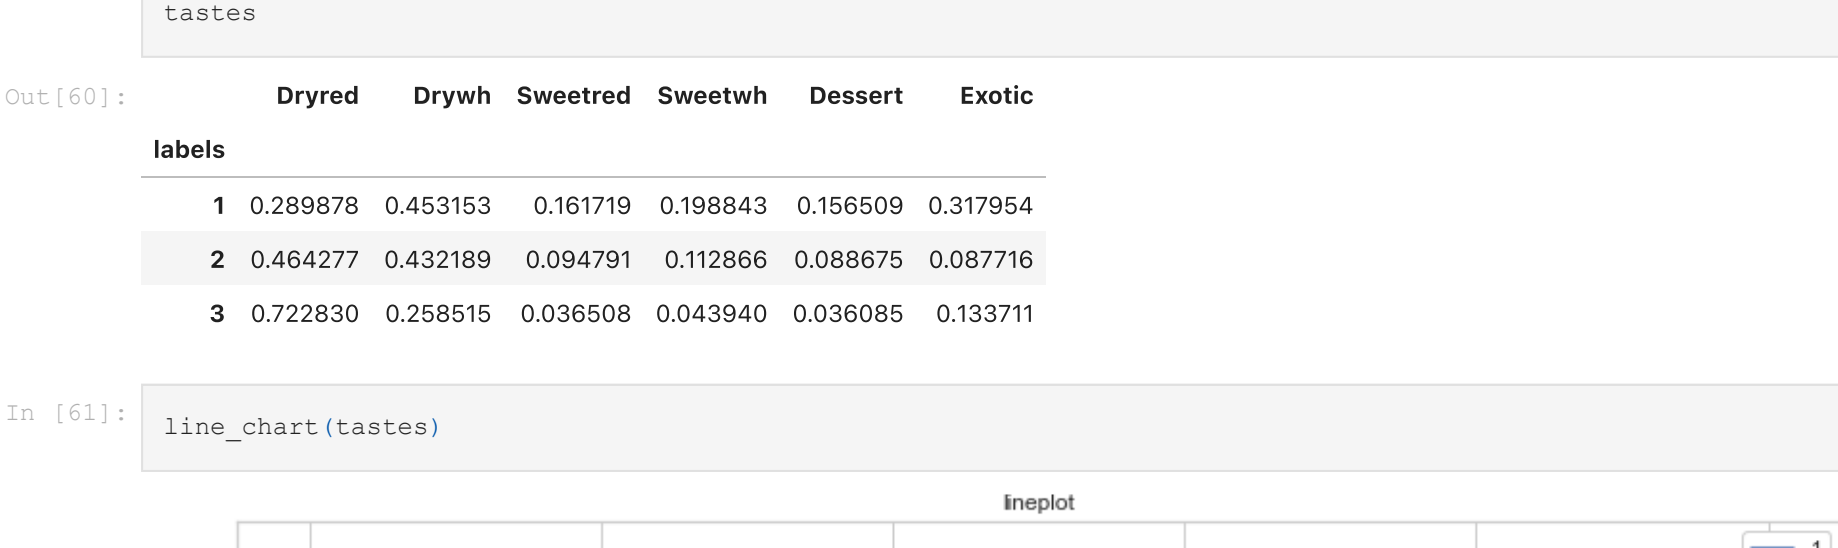 tastes
Out[60]:
Dryred Drywh Sweetred Sweetwh Dessert Exotic
labels
1 0.289878 0.453153 0.161719 0.198843 0.156509 0.317954
2 0.464277 0.432189 0.094791 0.112866 0.088675 0.087716
3 0.722830 0.258515 0.036508 0.043940 0.036085 0.133711
In [61]:
line_chart(tastes)
lineplot
1